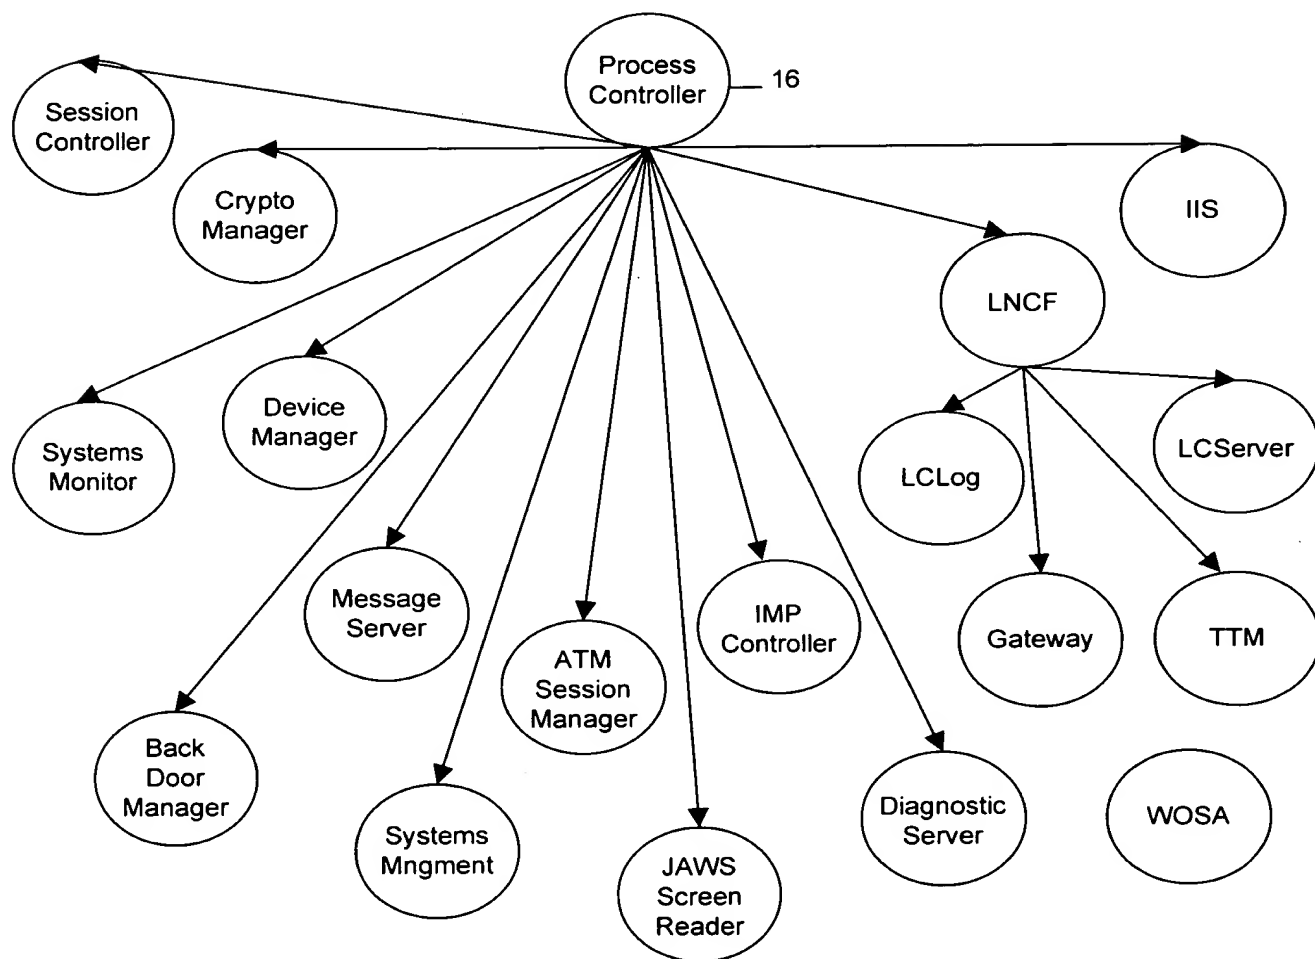 Process
Controller
16
Session
Controller
Crypto
Manager
IIS
LNCF
Device
Manager
Systems
Monitor
LCLog
LCServer
Message
Server
IMP
Controller
Gateway
TTM
ATM
Session
Manager
Back
Door
Manager
Systems
Mngment
JAWS
Screen
Reader
Diagnostic
Server
WOSA